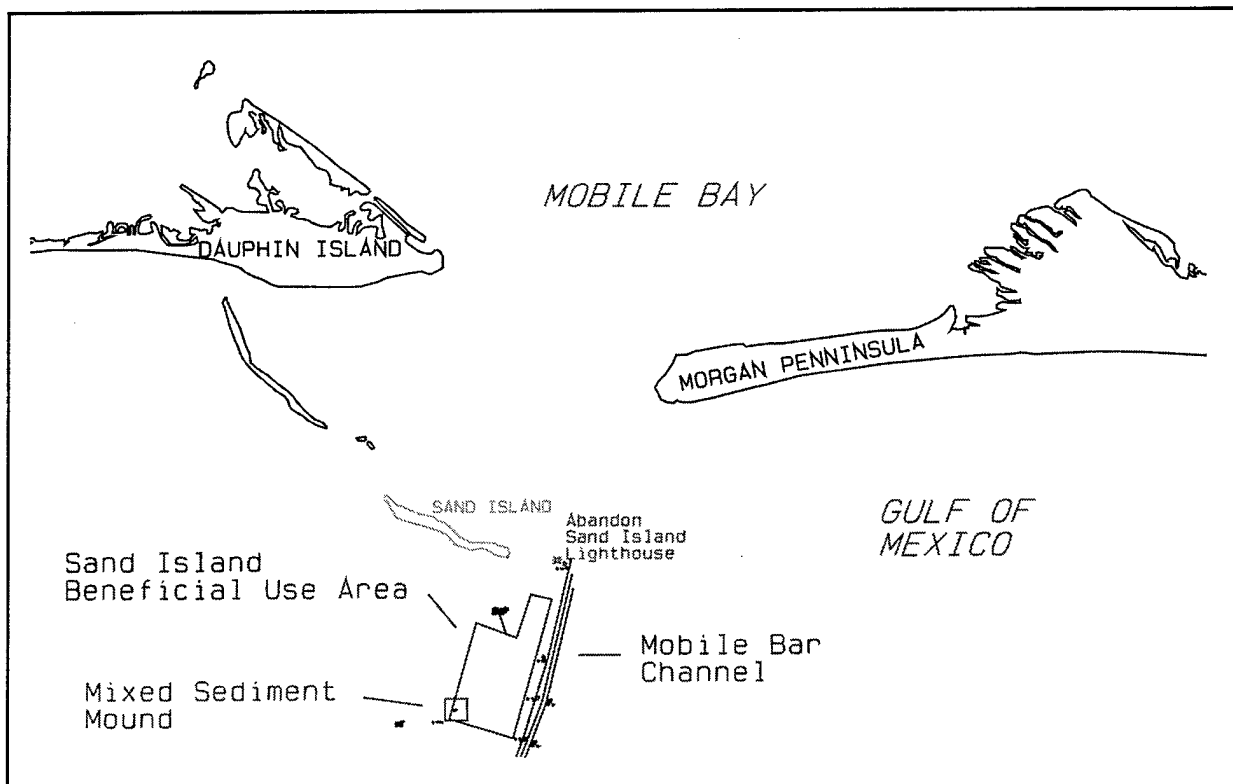 MOBILE BAY
DAUPHIN ISLAND
MORGAN PENNINSULA
SAND ISLAND
Abandon
Sand Island
Lighthouse
GULF OF
MEXICO
Sand Island
Beneficial Use Area
Mobile Bar
Channel
Mixed Sediment
Mound